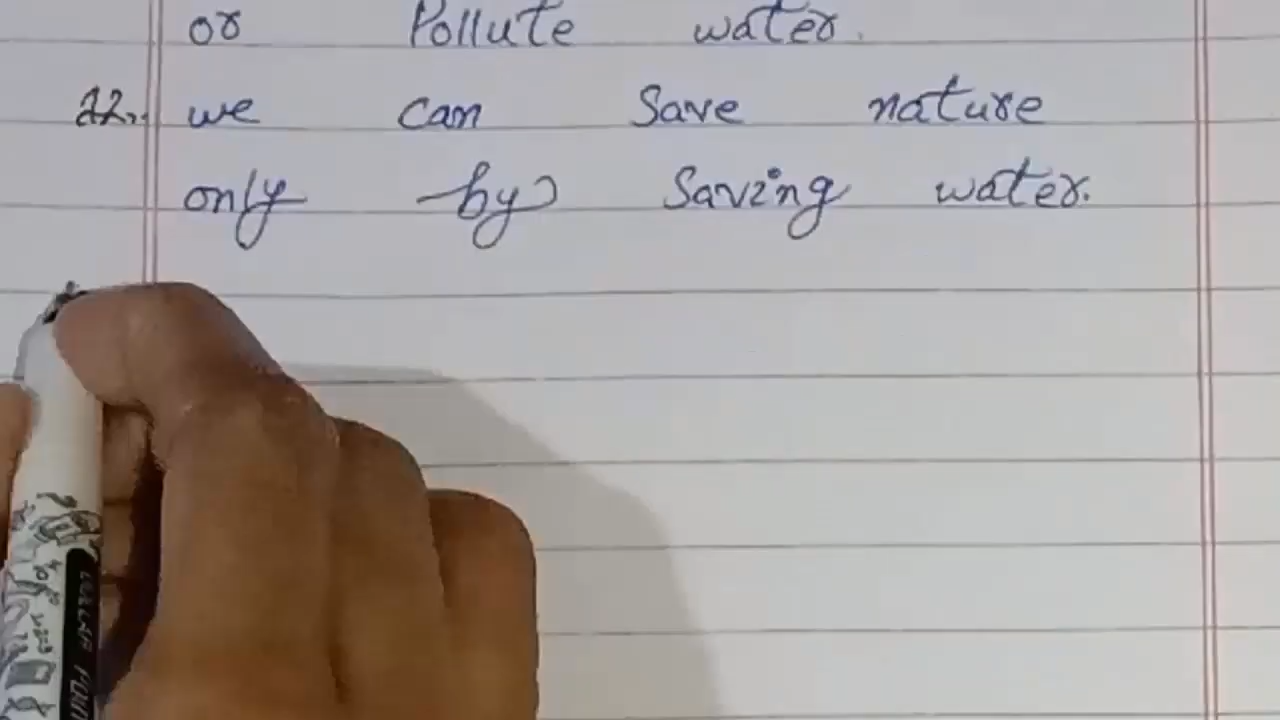 or Pollute water.
22. we can Save nature
only by Saving water.